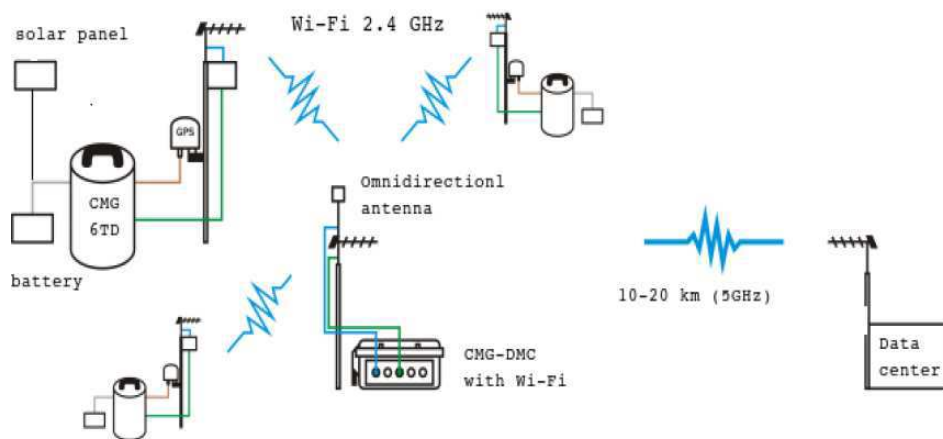 Wi-Fi 2.4 GHz
solar panel
GPS
CMG
6TD
battery
Omnidirectionl
antenna
10-20 km (5GHz)
CMG-DMC
with Wi-Fi
Data
center